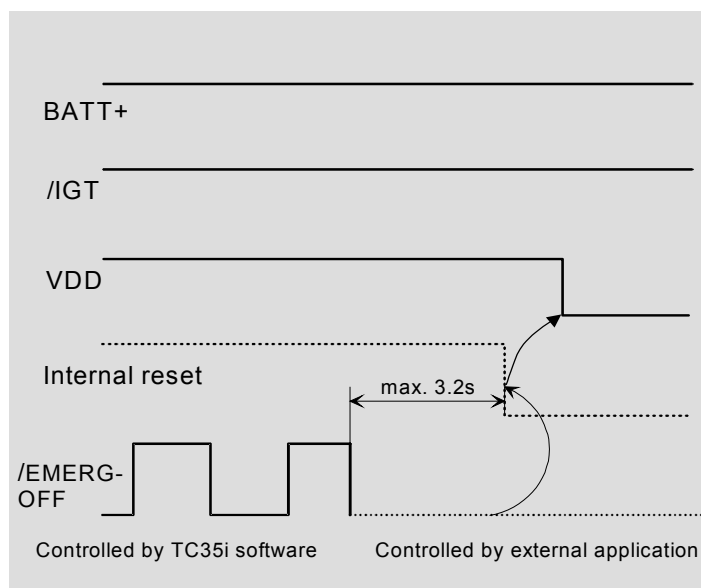 BATT+
/IGT
VDD
Internal reset
max. 3.2s
/EMERG-
OFF
Controlled by TC35i software
Controlled by external application